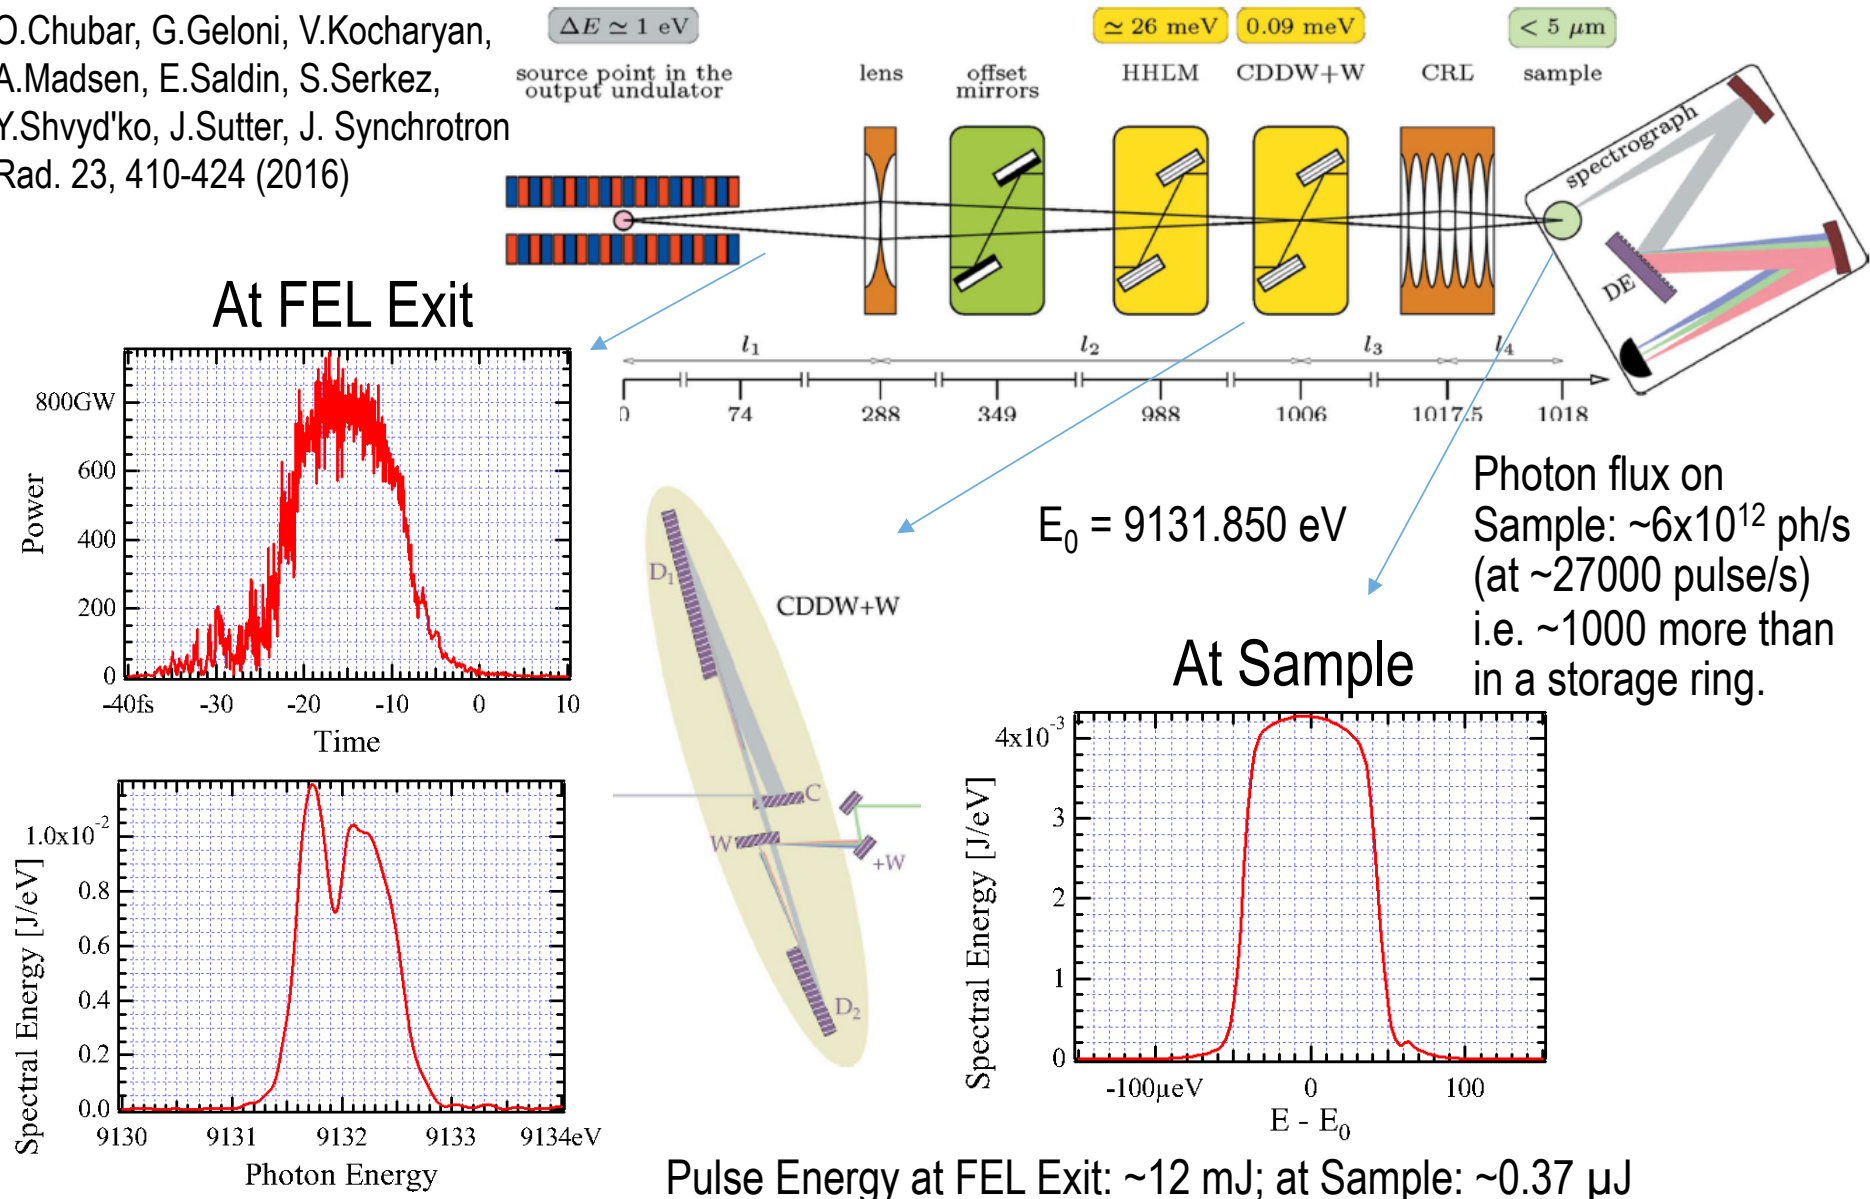 O.Chubar, G.Geloni, V.Kocharyan,
A.Madsen, E.Saldin, S.Serkez,
Y.Shvyd'ko, J.Sutter, J. Synchrotron
Rad. 23, 410-424 (2016)
ΔE ≃ 1 eV
≃ 26 meV
0.09 meV
< 5 μm
source point in the
output undulator
lens
offset
mirrors
HHLM
CDDW+W
CRL
sample
spectrograph
DE
l₁
l₂
l₃
l₄
0
74
288
349
988
1006
1017.5
1018
At FEL Exit
800GW
600
400
200
0
Power
-40fs
-30
-20
-10
0
10
Time
1.0x10⁻²
0.8
0.6
0.4
0.2
0.0
Spectral Energy [J/eV]
9130
9131
9132
9133
9134eV
Photon Energy
D₁
CDDW+W
C
W
+W
D₂
E₀ = 9131.850 eV
Photon flux on
Sample: ~6x10¹² ph/s
(at ~27000 pulse/s)
i.e. ~1000 more than
in a storage ring.
At Sample
4x10⁻³
3
2
1
0
Spectral Energy [J/eV]
-100μeV
0
100
E - E₀
Pulse Energy at FEL Exit: ~12 mJ; at Sample: ~0.37 μJ